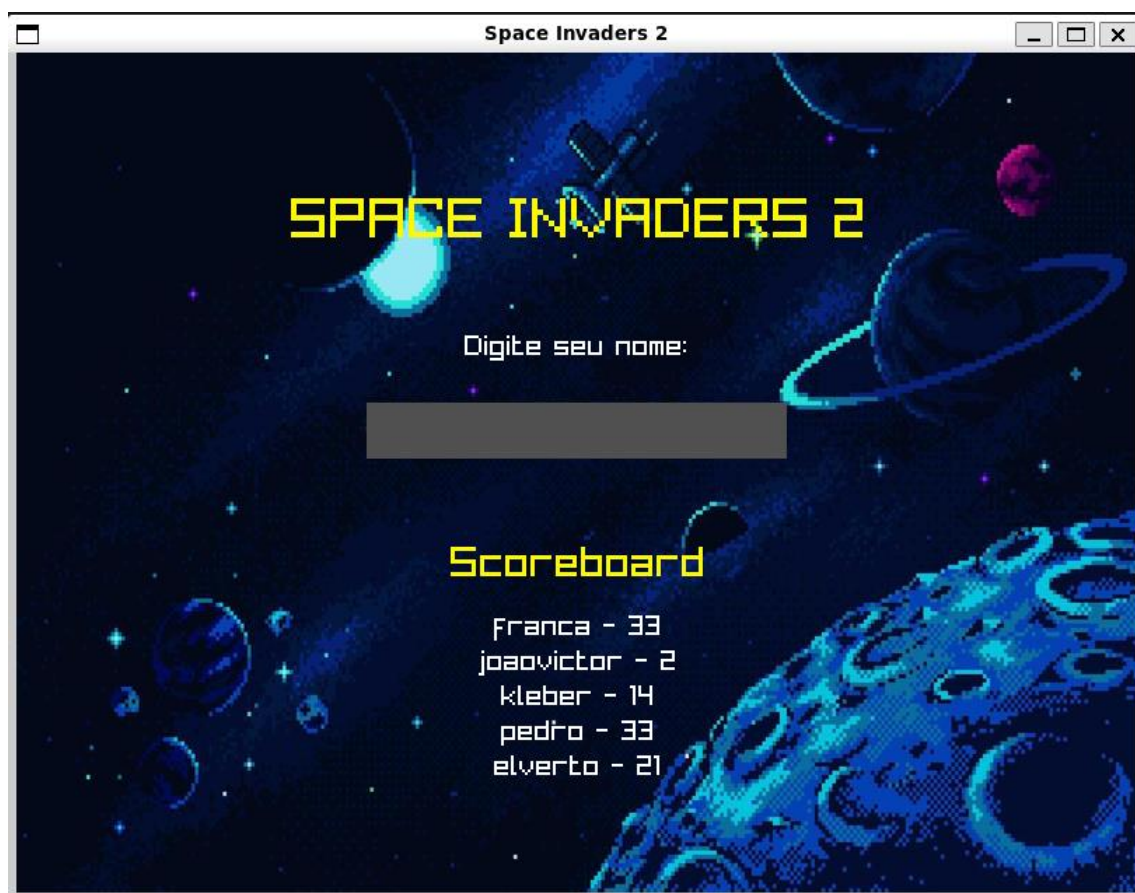 Space Invaders 2
SPACE INVADERS 2
Digite seu nome:
Scoreboard
franca - 33
joaovictor - 2
kleber - 14
pedro - 33
elverto - 21